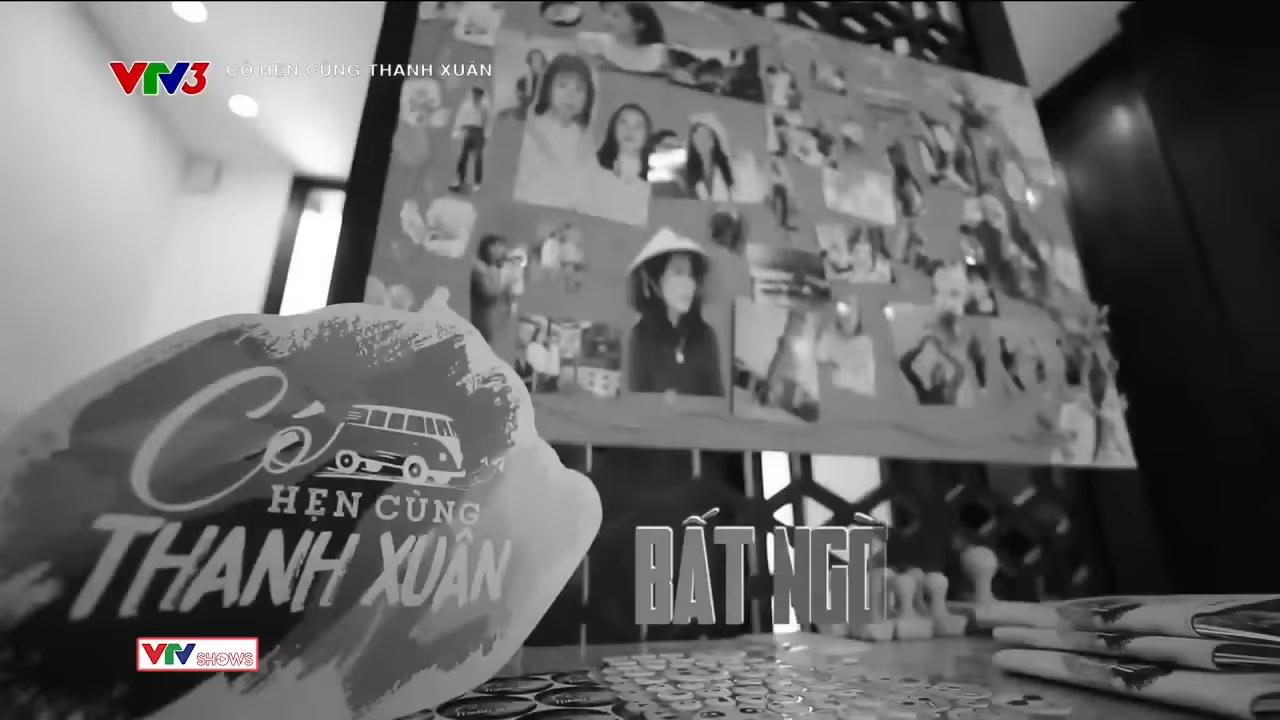 VTV3 CÓ HẸN CÙNG THANH XUÂN
Có
HẸN CÙNG
THANH XUÂN
BẤT NGỜ
VTV SHOWS